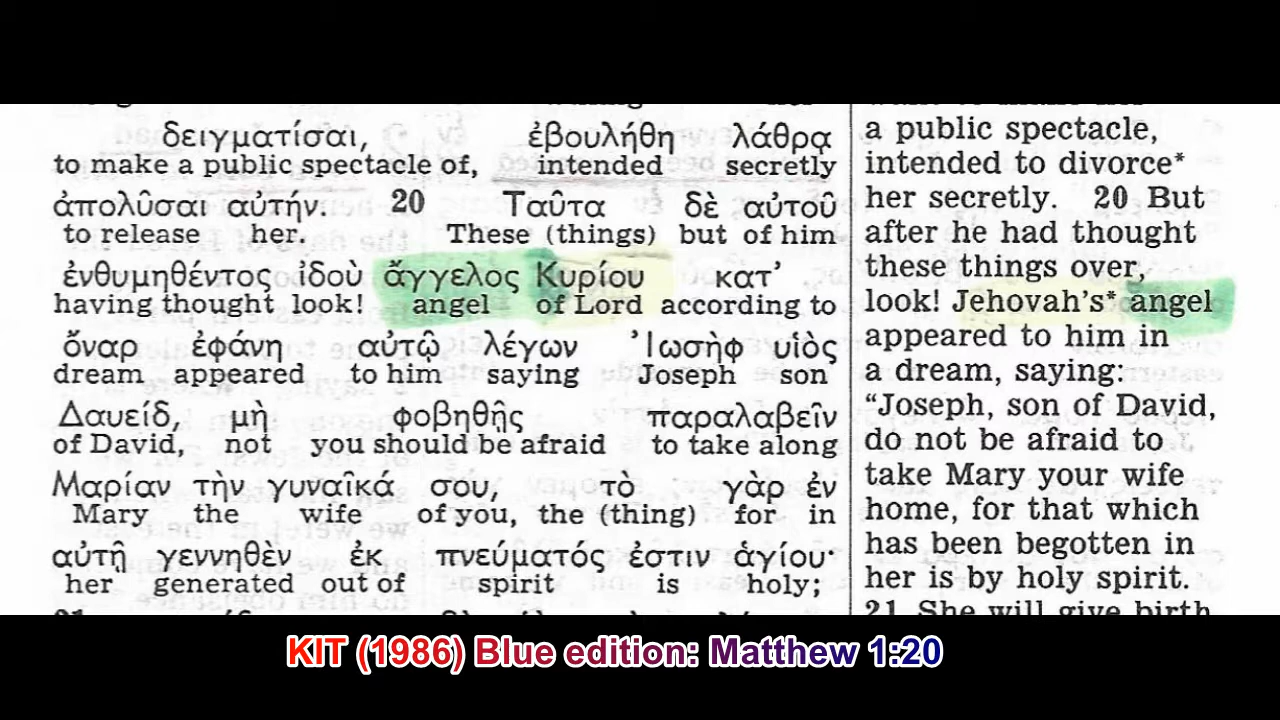 δειγματίσαι, ἐβουλήθη λάθρᾳ
to make a public spectacle of, intended secretly
ἀπολῦσαι αὐτήν. 20 Ταῦτα δὲ αὐτοῦ
to release her. These (things) but of him
ἐνθυμηθέντος ἰδοὺ ἄγγελος Κυρίου κατ’
having thought look! angel of Lord according to
ὄναρ ἐφάνη αὐτῷ λέγων Ἰωσὴφ υἱὸς
dream appeared to him saying Joseph son
Δαυείδ, μὴ φοβηθῇς παραλαβεῖν
of David, not you should be afraid to take along
Μαρίαν τὴν γυναῖκά σου, τὸ γὰρ ἐν
Mary the wife of you, the (thing) for in
αὐτῇ γεννηθὲν ἐκ πνεύματός ἐστιν ἁγίου·
her generated out of spirit is holy;
a public spectacle,
intended to divorce*
her secretly. 20 But
after he had thought
these things over,
look! Jehovah’s* angel
appeared to him in
a dream, saying:
“Joseph, son of David,
do not be afraid to
take Mary your wife
home, for that which
has been begotten in
her is by holy spirit.
21 She will give birth
KIT (1986) Blue edition: Matthew 1:20